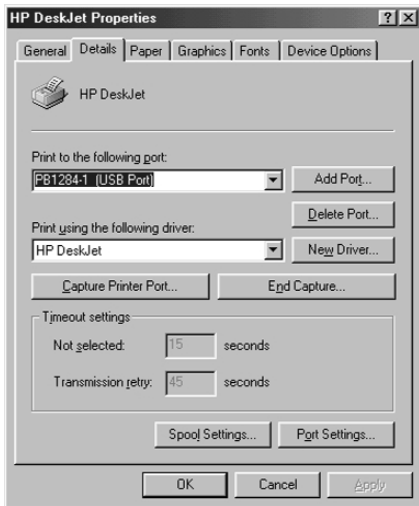 HP DeskJet Properties
General Details Paper Graphics Fonts Device Options
HP DeskJet
Print to the following port:
PB1284-1 (USB Port) Add Port...
Delete Port...
Print using the following driver:
HP DeskJet New Driver...
Capture Printer Port... End Capture...
Timeout settings
Not selected: 15 seconds
Transmission retry: 45 seconds
Spool Settings... Port Settings...
OK Cancel Apply